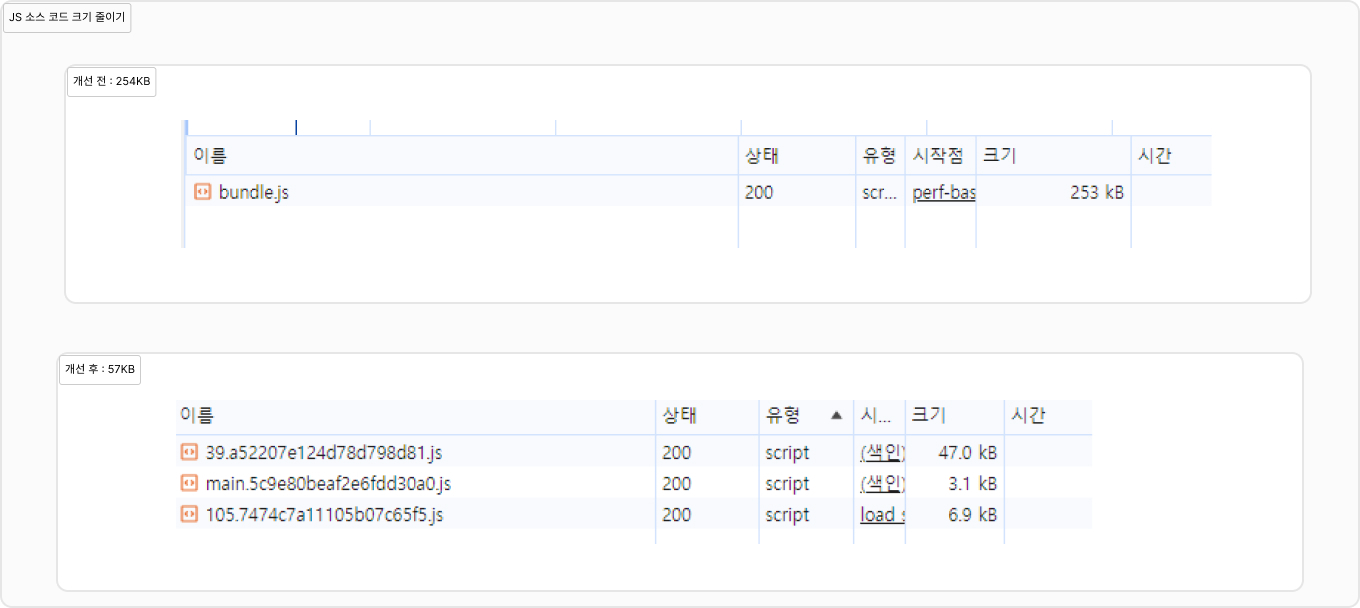 JS 소스 코드 크기 줄이기
개선 전 : 254KB
이름 상태 유형 시작점 크기 시간
bundle.js 200 scr... perf-bas 253 kB
개선 후 : 57KB
이름 상태 유형 ▲ 시... 크기 시간
39.a52207e124d78d798d81.js 200 script (색인) 47.0 kB
main.5c9e80beaf2e6fdd30a0.js 200 script (색인) 3.1 kB
105.7474c7a11105b07c65f5.js 200 script load s 6.9 kB